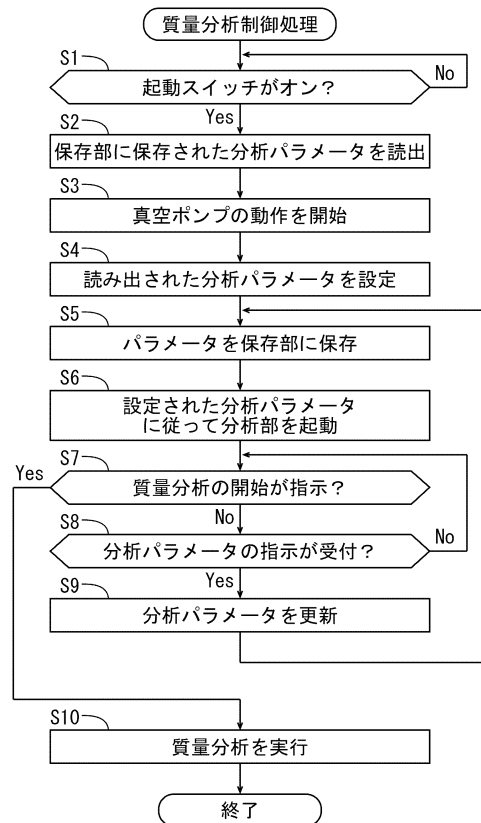 質量分析制御処理
S1
起動スイッチがオン？
No
Yes
S2
保存部に保存された分析パラメータを読出
S3
真空ポンプの動作を開始
S4
読み出された分析パラメータを設定
S5
パラメータを保存部に保存
S6
設定された分析パラメータ
に従って分析部を起動
S7
Yes
質量分析の開始が指示？
No
S8
分析パラメータの指示が受付？
No
Yes
S9
分析パラメータを更新
S10
質量分析を実行
終了